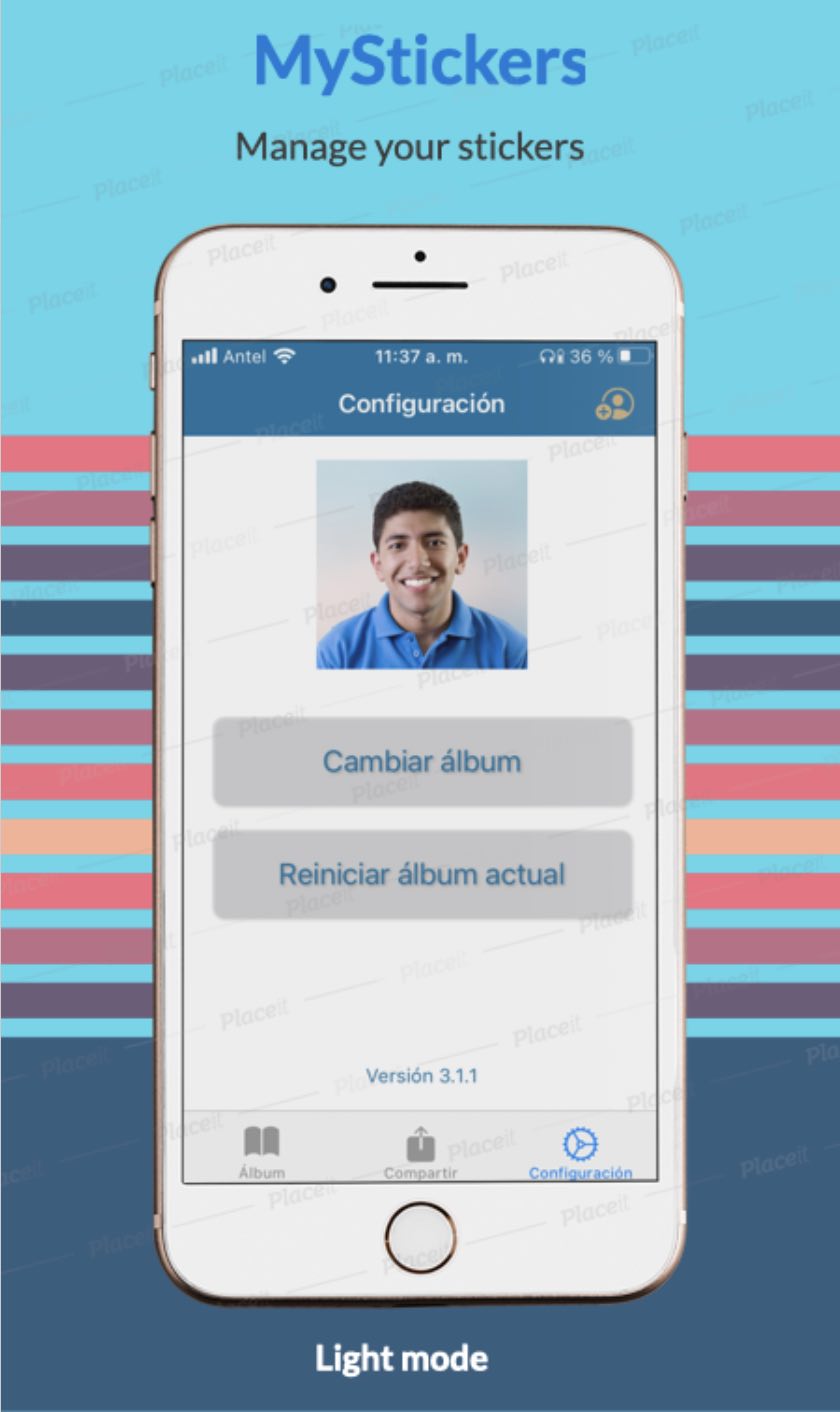 MyStickers
Manage your stickers
Antel 11:37 a. m. 36 %
Configuración
Cambiar álbum
Reiniciar álbum actual
Versión 3.1.1
Álbum Compartir Configuración
Light mode
Placeit